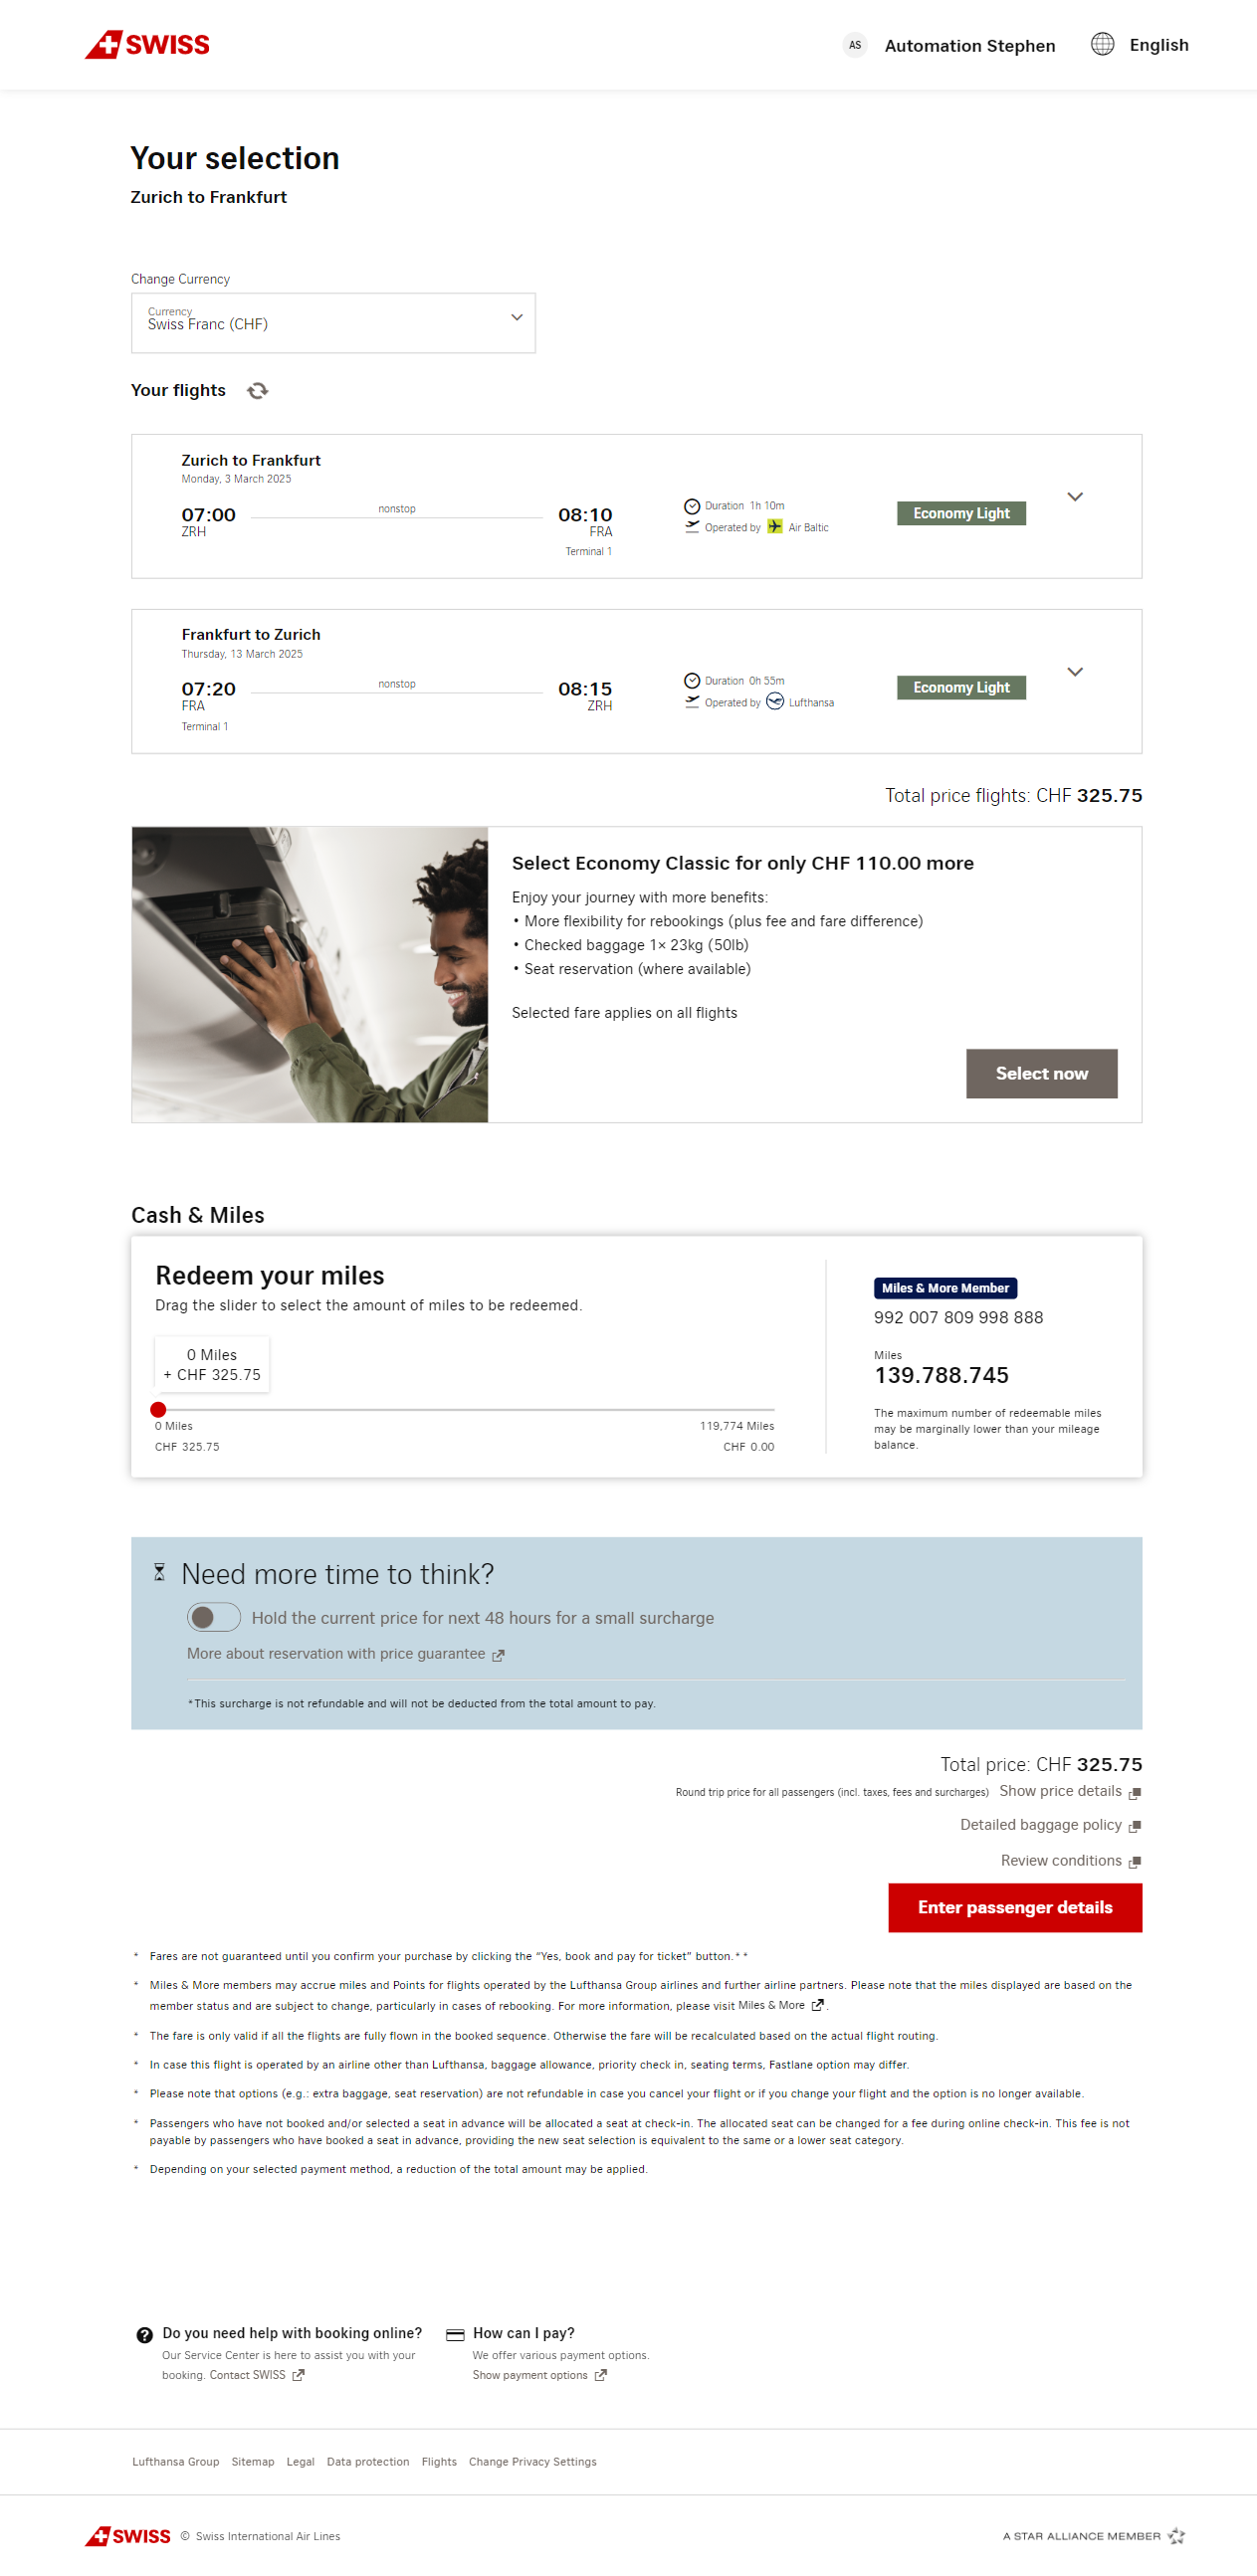 SWISS
AS Automation Stephen English
Your selection
Zurich to Frankfurt
Change Currency
Currency
Swiss Franc (CHF)
Your flights
Zurich to Frankfurt
Monday, 3 March 2025
07:00 nonstop 08:10
ZRH FRA
Terminal 1
Duration 1h 10m
Operated by Air Baltic
Economy Light
Frankfurt to Zurich
Thursday, 13 March 2025
07:20 nonstop 08:15
FRA ZRH
Terminal 1
Duration 0h 55m
Operated by Lufthansa
Economy Light
Total price flights: CHF 325.75
Select Economy Classic for only CHF 110.00 more
Enjoy your journey with more benefits:
• More flexibility for rebookings (plus fee and fare difference)
• Checked baggage 1× 23kg (50lb)
• Seat reservation (where available)
Selected fare applies on all flights
Select now
Cash & Miles
Redeem your miles
Drag the slider to select the amount of miles to be redeemed.
0 Miles
+ CHF 325.75
0 Miles 119,774 Miles
CHF 325.75 CHF 0.00
Miles & More Member
992 007 809 998 888
Miles
139.788.745
The maximum number of redeemable miles
may be marginally lower than your mileage
balance.
Need more time to think?
Hold the current price for next 48 hours for a small surcharge
More about reservation with price guarantee
*This surcharge is not refundable and will not be deducted from the total amount to pay.
Total price: CHF 325.75
Round trip price for all passengers (incl. taxes, fees and surcharges) Show price details
Detailed baggage policy
Review conditions
Enter passenger details
* Fares are not guaranteed until you confirm your purchase by clicking the “Yes, book and pay for ticket” button.**
* Miles & More members may accrue miles and Points for flights operated by the Lufthansa Group airlines and further airline partners. Please note that the miles displayed are based on the
member status and are subject to change, particularly in cases of rebooking. For more information, please visit Miles & More .
* The fare is only valid if all the flights are fully flown in the booked sequence. Otherwise the fare will be recalculated based on the actual flight routing.
* In case this flight is operated by an airline other than Lufthansa, baggage allowance, priority check in, seating terms, Fastlane option may differ.
* Please note that options (e.g.: extra baggage, seat reservation) are not refundable in case you cancel your flight or if you change your flight and the option is no longer available.
* Passengers who have not booked and/or selected a seat in advance will be allocated a seat at check-in. The allocated seat can be changed for a fee during online check-in. This fee is not
payable by passengers who have booked a seat in advance, providing the new seat selection is equivalent to the same or a lower seat category.
* Depending on your selected payment method, a reduction of the total amount may be applied.
Do you need help with booking online?
Our Service Center is here to assist you with your
booking. Contact SWISS
How can I pay?
We offer various payment options.
Show payment options
Lufthansa Group Sitemap Legal Data protection Flights Change Privacy Settings
SWISS © Swiss International Air Lines
A STAR ALLIANCE MEMBER